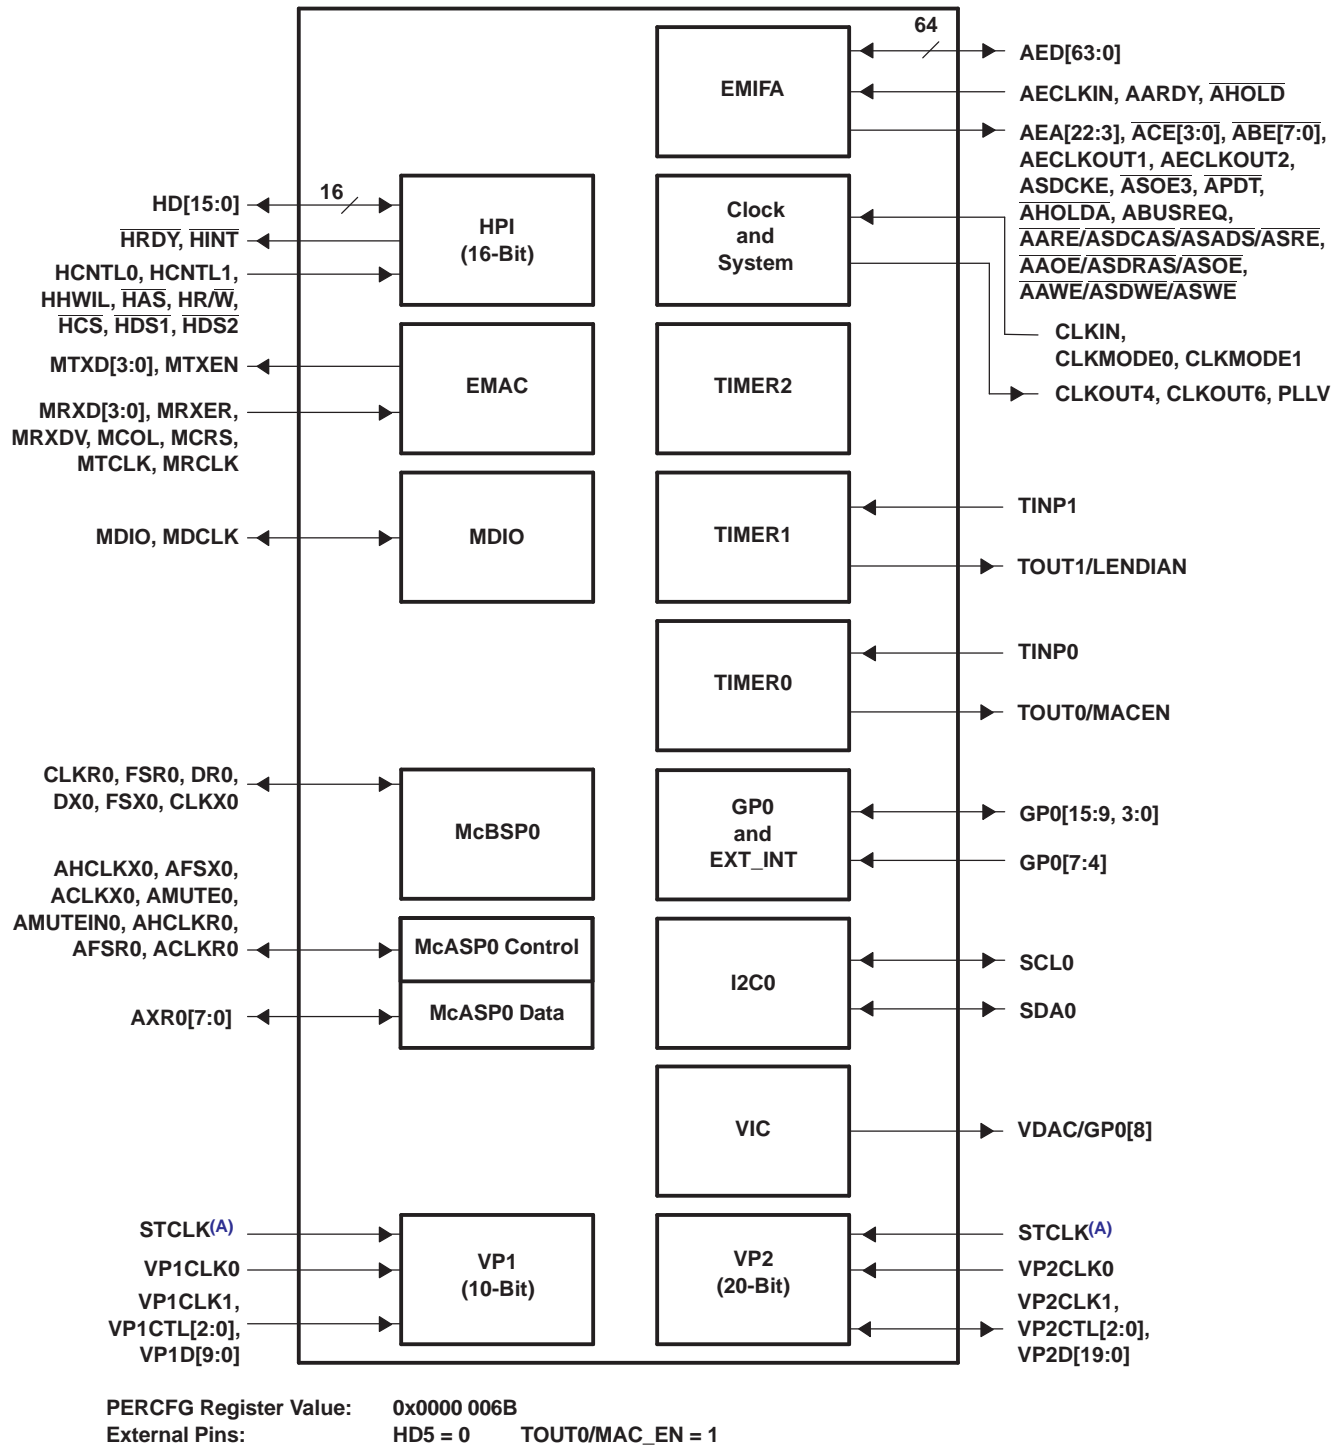 64
AED[63:0]
EMIFA
AECLKIN, AARDY, AHOLD
AEA[22:3], ACE[3:0], ABE[7:0],
AECLKOUT1, AECLKOUT2,
ASDCKE, ASOE3, APDT,
AHOLDA, ABUSREQ,
AARE/ASDCAS/ASADS/ASRE,
AAOE/ASDRAS/ASOE,
AAWE/ASDWE/ASWE
HD[15:0]
16
HRDY, HINT
HCNTL0, HCNTL1,
HHWIL, HAS, HR/W,
HCS, HDS1, HDS2
HPI
(16-Bit)
Clock
and
System
CLKIN,
CLKMODE0, CLKMODE1
CLKOUT4, CLKOUT6, PLLV
MTXD[3:0], MTXEN
MRXD[3:0], MRXER,
MRXDV, MCOL, MCRS,
MTCLK, MRCLK
EMAC
TIMER2
MDIO, MDCLK
MDIO
TIMER1
TINP1
TOUT1/LENDIAN
TIMER0
TINP0
TOUT0/MACEN
CLKR0, FSR0, DR0,
DX0, FSX0, CLKX0
McBSP0
GP0
and
EXT_INT
GP0[15:9, 3:0]
GP0[7:4]
AHCLKX0, AFSX0,
ACLKX0, AMUTE0,
AMUTEIN0, AHCLKR0,
AFSR0, ACLKR0
McASP0 Control
AXR0[7:0]
McASP0 Data
I2C0
SCL0
SDA0
VIC
VDAC/GP0[8]
STCLK(A)
VP1CLK0
VP1CLK1,
VP1CTL[2:0],
VP1D[9:0]
VP1
(10-Bit)
VP2
(20-Bit)
STCLK(A)
VP2CLK0
VP2CLK1,
VP2CTL[2:0],
VP2D[19:0]
PERCFG Register Value: 0x0000 006B
External Pins: HD5 = 0 TOUT0/MAC_EN = 1